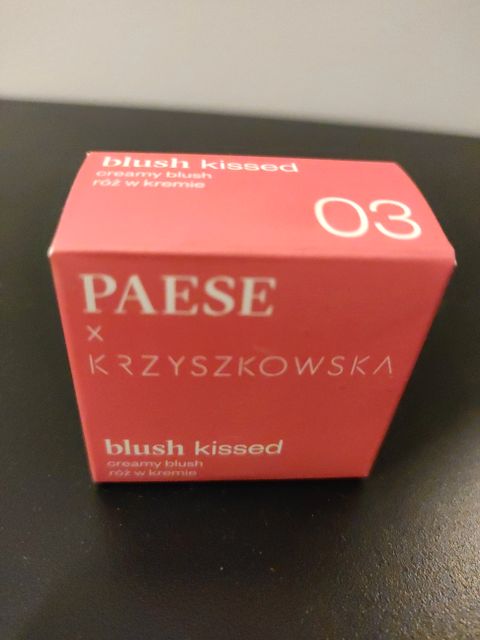 blush kissed
creamy blush
róż w kremie
03
PAESE
x
KRZYSZKOWSKA
blush kissed
creamy blush
róż w kremie